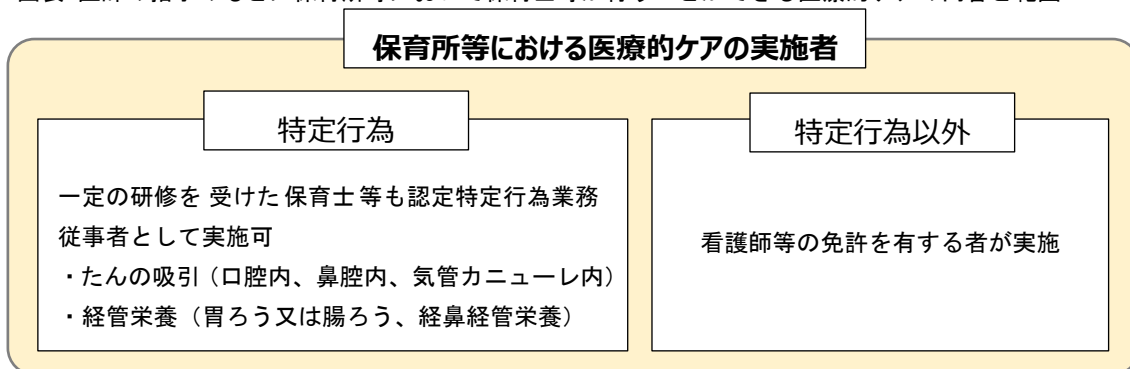 保育所等における医療的ケアの実施者
特定行為
一定の研修を 受けた 保育士 等も認定特定行為業務
従事者として実施可
・たんの吸引（口腔内、鼻腔内、気管カニューレ内）
・経管栄養（胃ろう又は腸ろう、経鼻経管栄養）
特定行為以外
看護師等の免許を有する者が実施